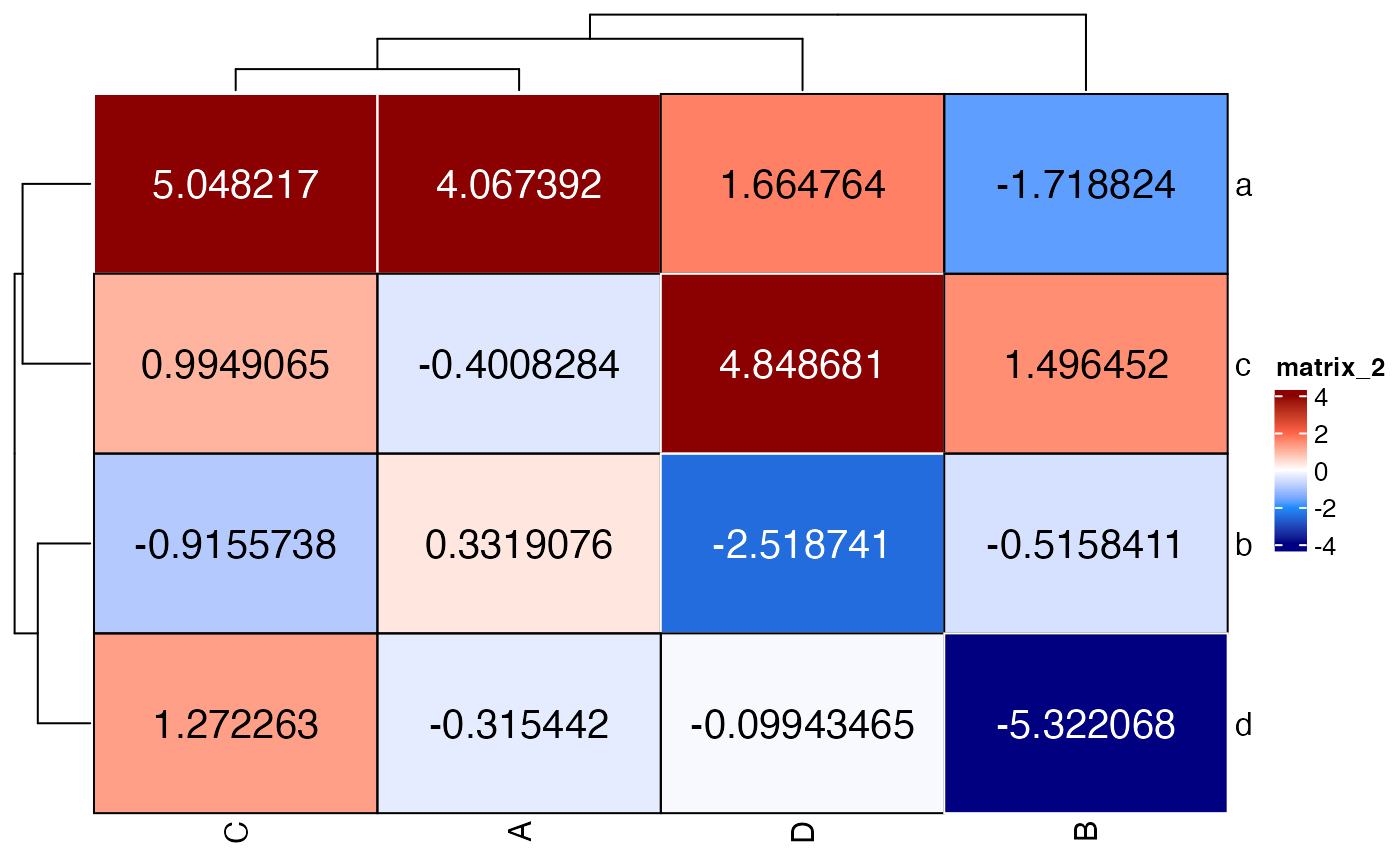 5.048217 4.067392 1.664764 -1.718824 a
0.9949065 -0.4008284 4.848681 1.496452 c
-0.9155738 0.3319076 -2.518741 -0.5158411 b
1.272263 -0.315442 -0.09943465 -5.322068 d
C A D B
matrix_2
4
2
0
-2
-4